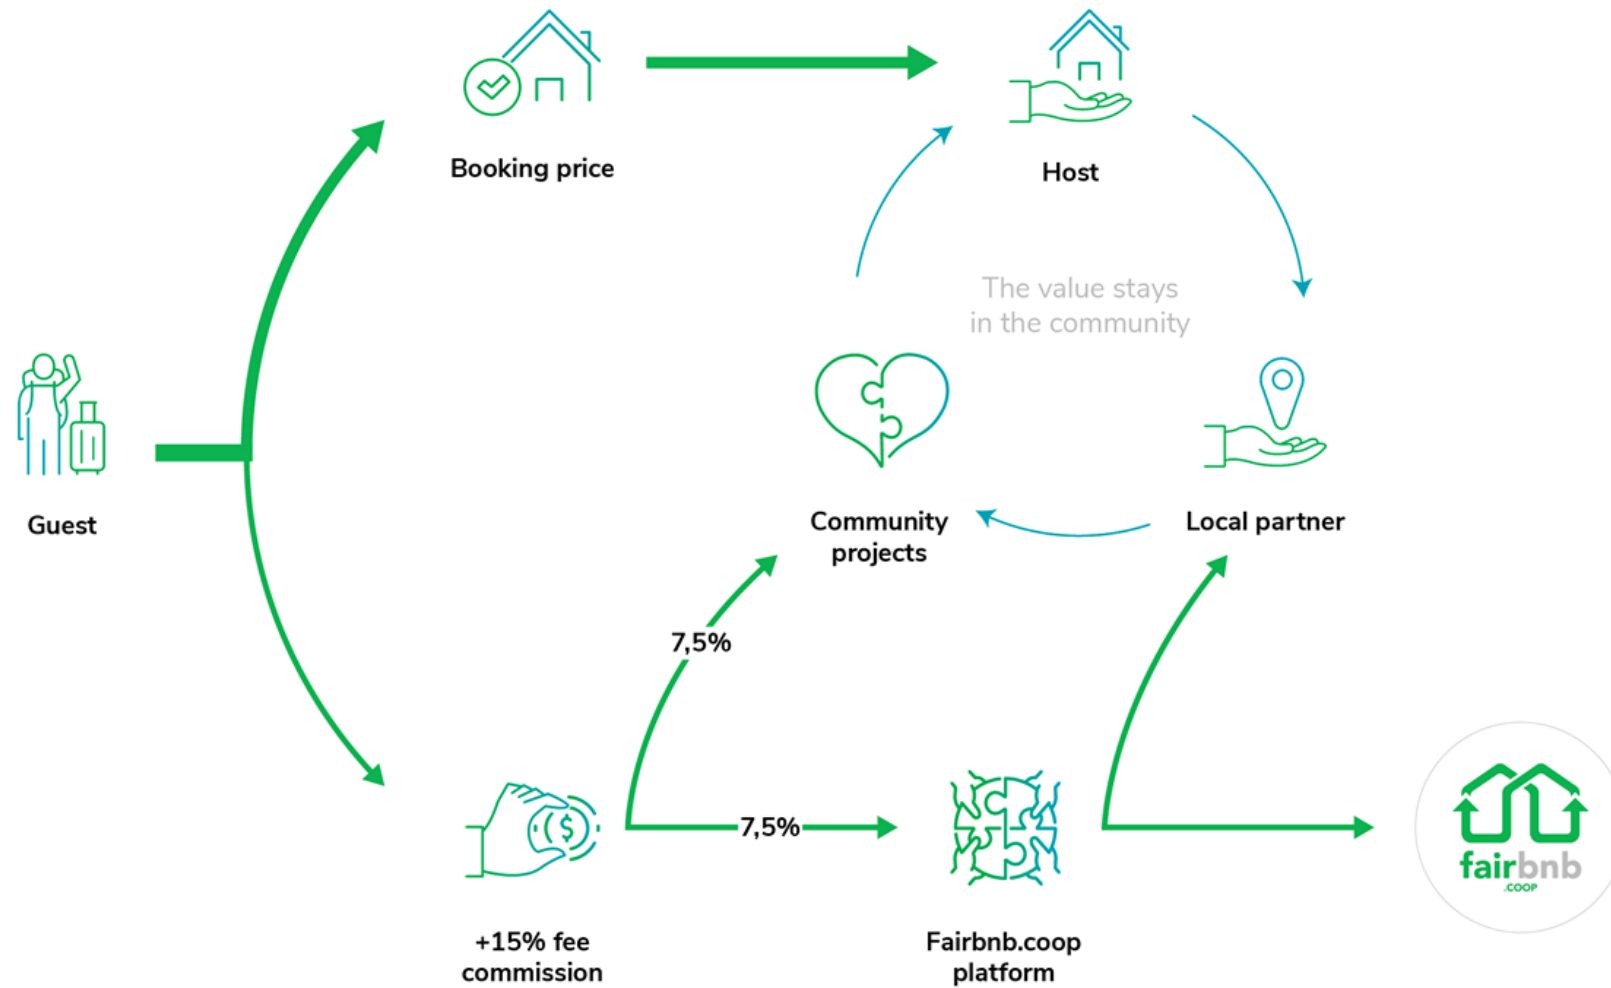 Booking price
Host
The value stays
in the community
Guest
Community
projects
Local partner
7,5%
7,5%
$
fairbnb
.COOP
+15% fee
commission
Fairbnb.coop
platform